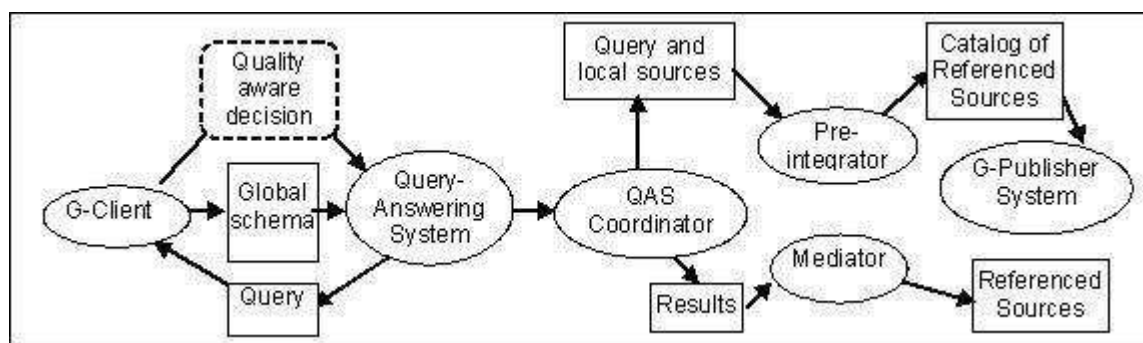 Quality
aware
decision
G-Client
Global
schema
Query
Query-
Answering
System
QAS
Coordinator
Query and
local sources
Results
Pre-
integrator
Mediator
Catalog of
Referenced
Sources
G-Publisher
System
Referenced
Sources